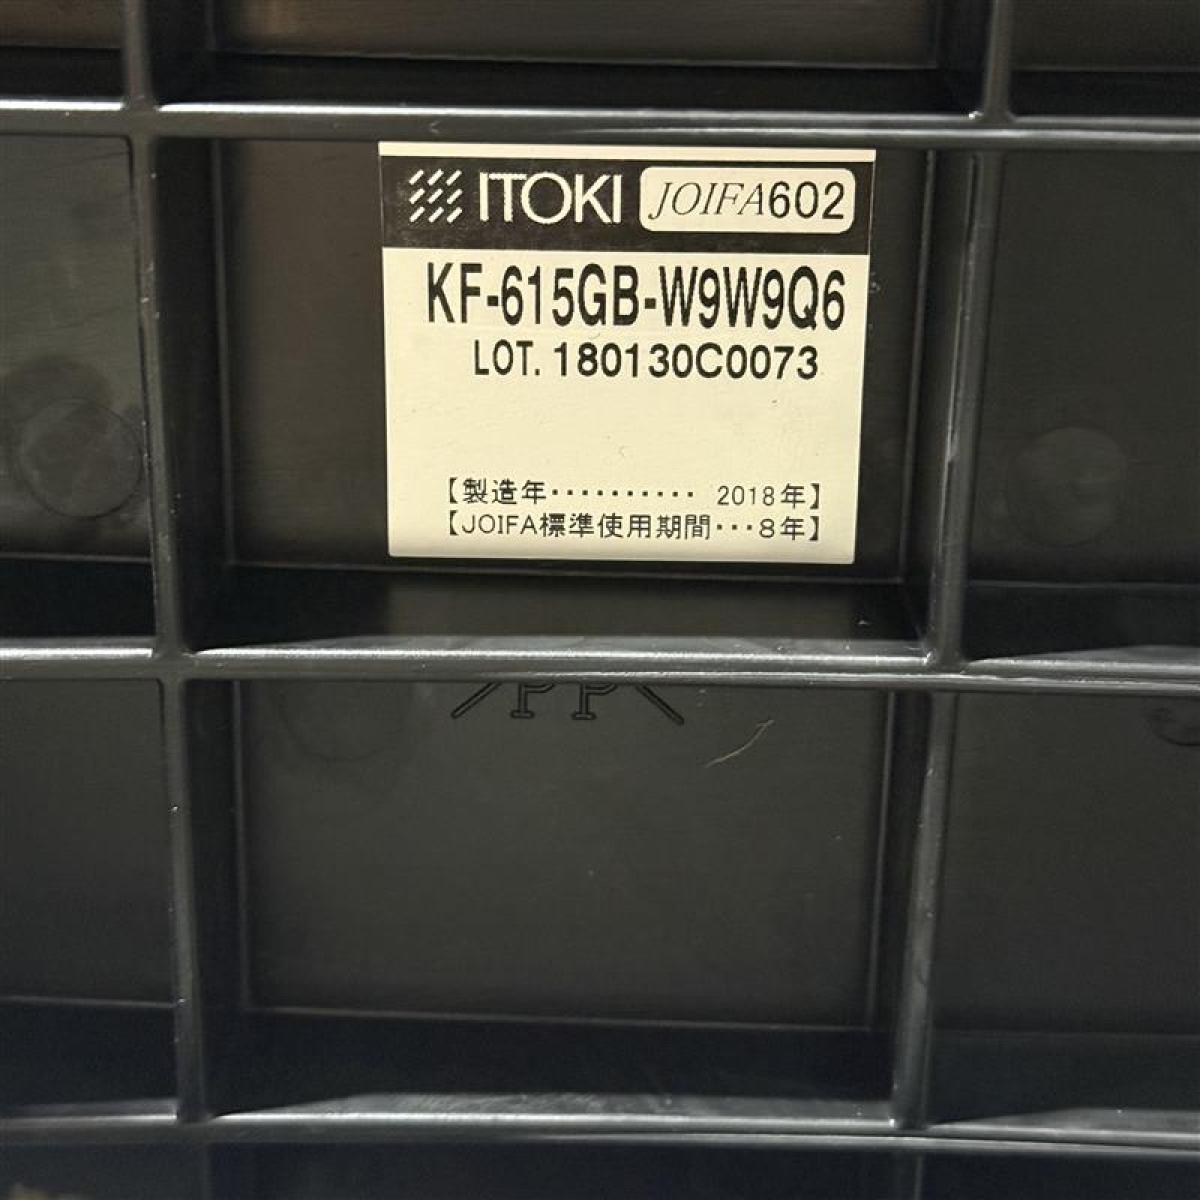 ITOKI JOIFA602
KF-615GB-W9W9Q6
LOT. 180130C0073
【製造年・・・・・・・・・・ 2018年】
【JOIFA標準使用期間・・・8年】
>PP<